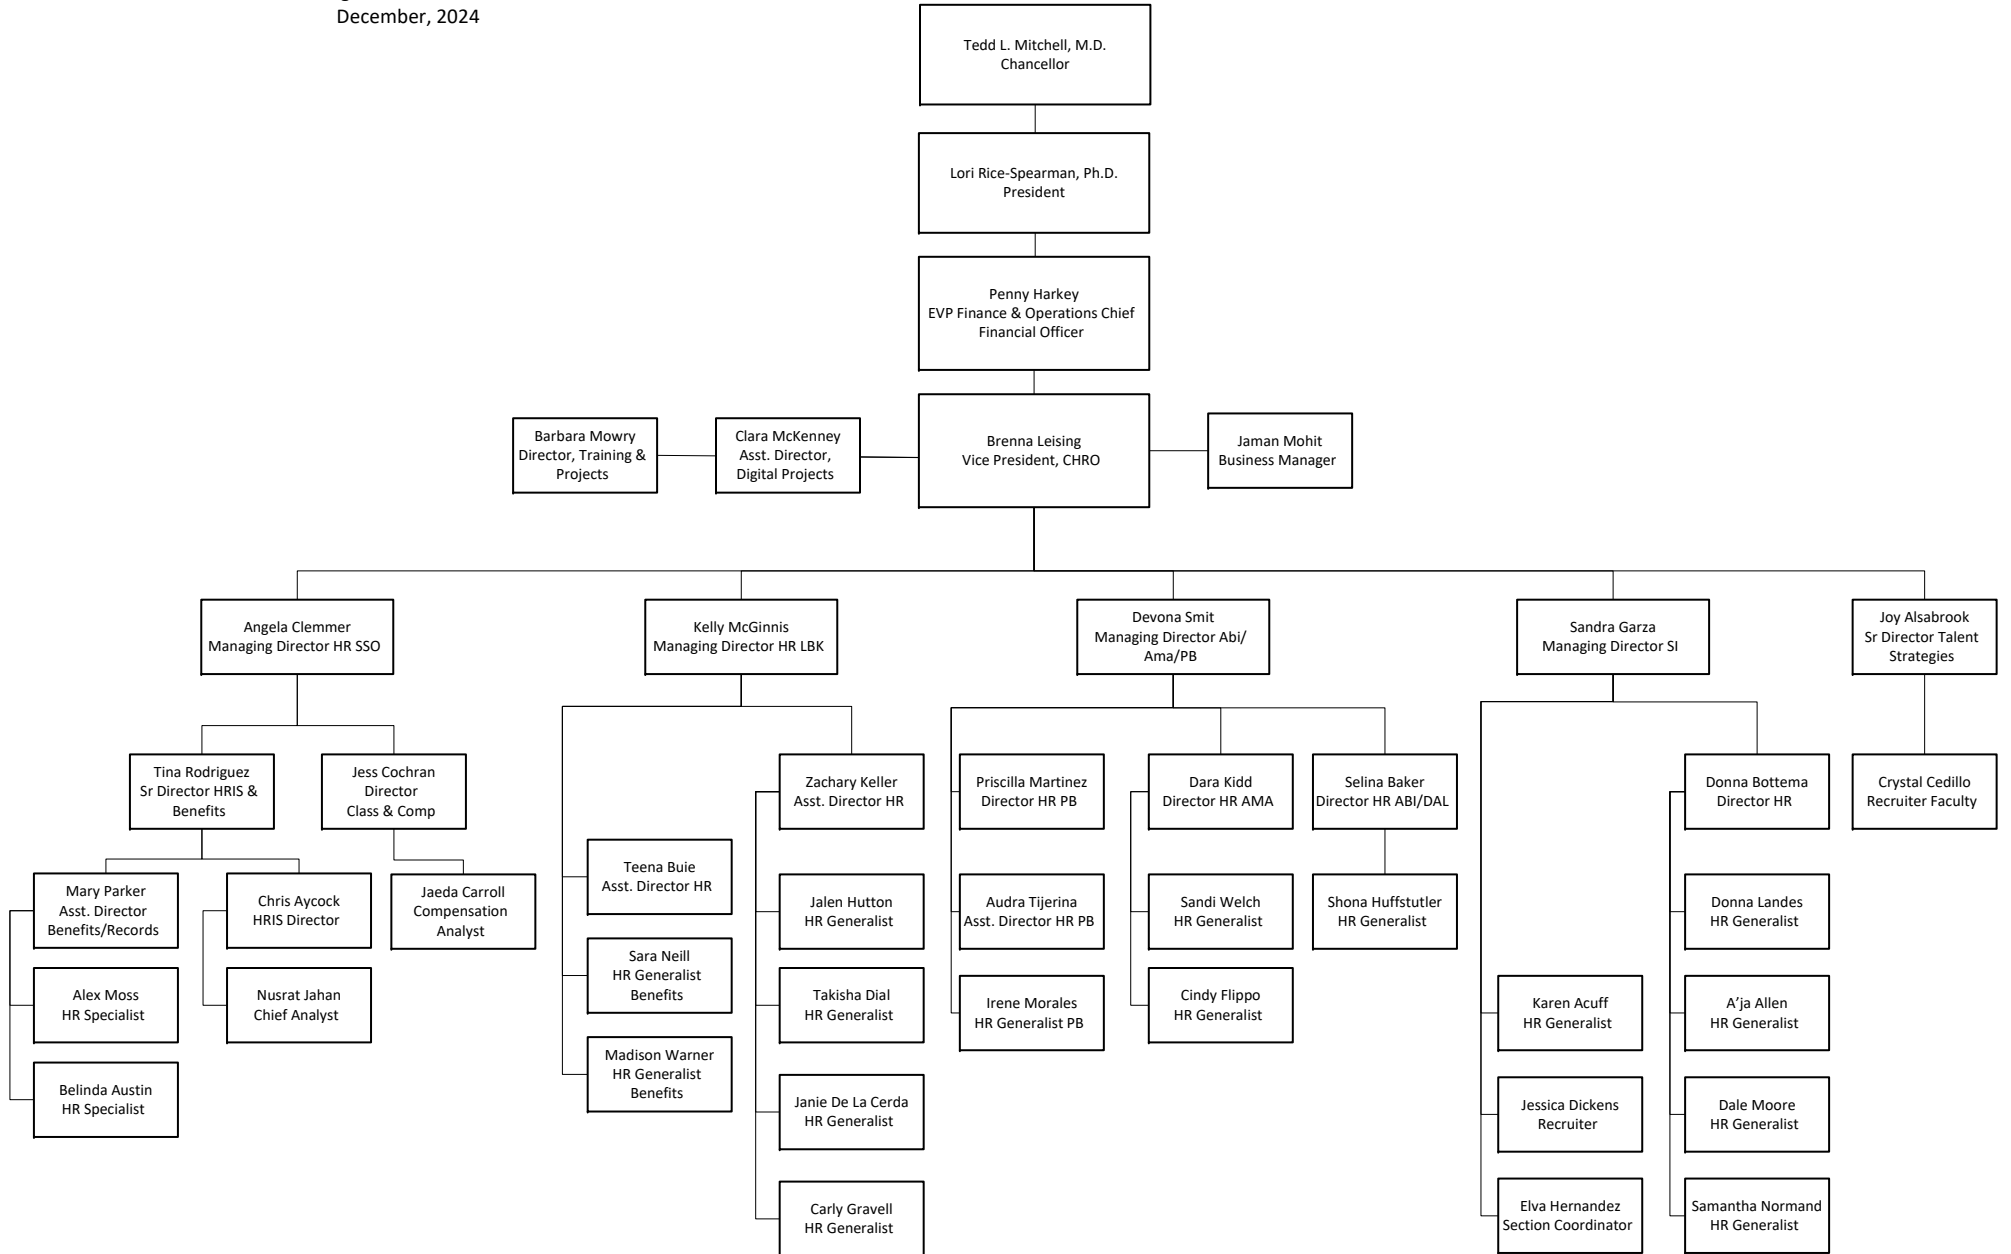 December, 2024
Tedd L. Mitchell, M.D.
Chancellor
Lori Rice-Spearman, Ph.D.
President
Penny Harkey
EVP Finance & Operations Chief
Financial Officer
Barbara Mowry
Director, Training &
Projects
Clara McKenney
Asst. Director,
Digital Projects
Brenna Leising
Vice President, CHRO
Jaman Mohit
Business Manager
Angela Clemmer
Managing Director HR SSO
Kelly McGinnis
Managing Director HR LBK
Devona Smit
Managing Director Abi/
Ama/PB
Sandra Garza
Managing Director SI
Joy Alsabrook
Sr Director Talent
Strategies
Tina Rodriguez
Sr Director HRIS &
Benefits
Jess Cochran
Director
Class & Comp
Mary Parker
Asst. Director
Benefits/Records
Chris Aycock
HRIS Director
Jaeda Carroll
Compensation
Analyst
Alex Moss
HR Specialist
Nusrat Jahan
Chief Analyst
Belinda Austin
HR Specialist
Teena Buie
Asst. Director HR
Sara Neill
HR Generalist
Benefits
Madison Warner
HR Generalist
Benefits
Zachary Keller
Asst. Director HR
Jalen Hutton
HR Generalist
Takisha Dial
HR Generalist
Janie De La Cerda
HR Generalist
Carly Gravell
HR Generalist
Priscilla Martinez
Director HR PB
Audra Tijerina
Asst. Director HR PB
Irene Morales
HR Generalist PB
Dara Kidd
Director HR AMA
Sandi Welch
HR Generalist
Cindy Flippo
HR Generalist
Selina Baker
Director HR ABI/DAL
Shona Huffstutler
HR Generalist
Karen Acuff
HR Generalist
Jessica Dickens
Recruiter
Elva Hernandez
Section Coordinator
Donna Bottema
Director HR
Donna Landes
HR Generalist
A’ja Allen
HR Generalist
Dale Moore
HR Generalist
Samantha Normand
HR Generalist
Crystal Cedillo
Recruiter Faculty